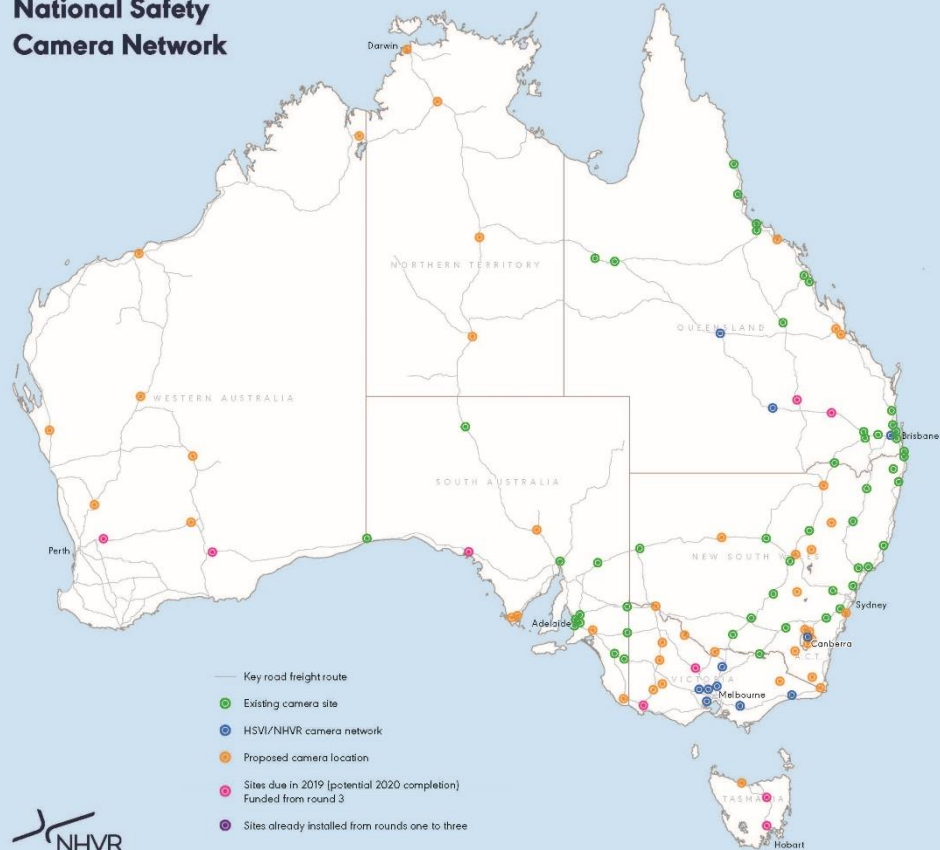 National Safety
Camera Network
Darwin
NORTHERN TERRITORY
QUEENSLAND
WESTERN AUSTRALIA
Brisbane
SOUTH AUSTRALIA
Perth
NEW SOUTH WALES
Sydney
Adelaide
Canberra
A.C.T.
VICTORIA
Melbourne
Key road freight route
Existing camera site
HSVI/NHVR camera network
Proposed camera location
Sites due in 2019 (potential 2020 completion)
Funded from round 3
Sites already installed from rounds one to three
TASMANIA
Hobart
NHVR